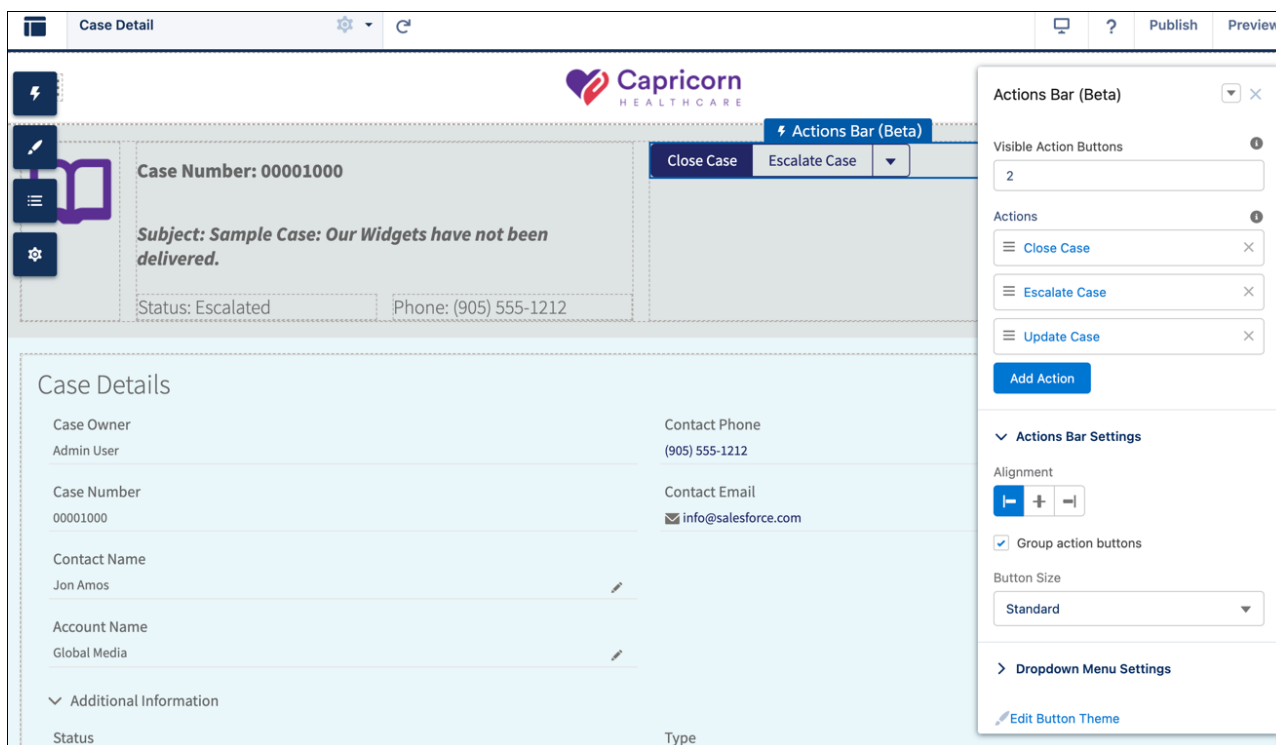 Case Detail
?
Publish
Preview
Capricorn
HEALTHCARE
Actions Bar (Beta)
Close Case
Escalate Case
Case Number: 00001000
Subject: Sample Case: Our Widgets have not been
delivered.
Status: Escalated
Phone: (905) 555-1212
Case Details
Case Owner
Admin User
Contact Phone
(905) 555-1212
Case Number
00001000
Contact Email
info@salesforce.com
Contact Name
Jon Amos
Account Name
Global Media
Additional Information
Status
Type
Actions Bar (Beta)
Visible Action Buttons
2
Actions
Close Case
Escalate Case
Update Case
Add Action
Actions Bar Settings
Alignment
Group action buttons
Button Size
Standard
Dropdown Menu Settings
Edit Button Theme